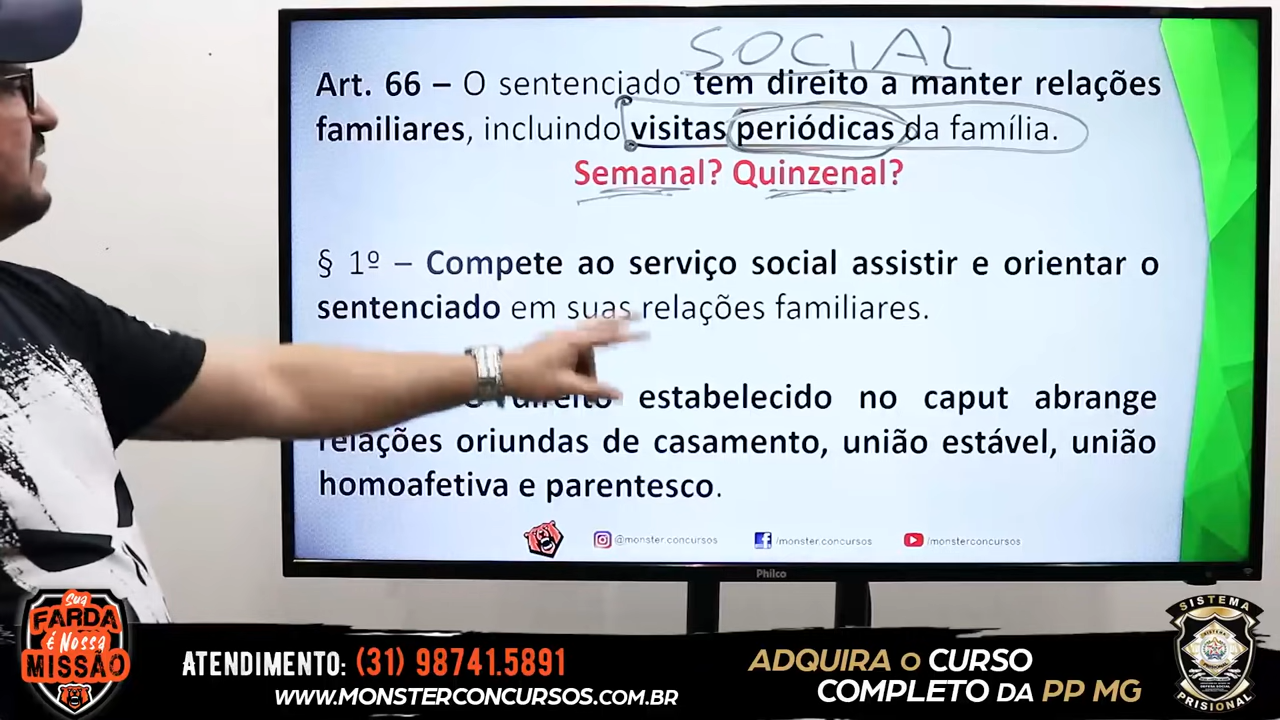 SOCIAL
Art. 66 – O sentenciado tem direito a manter relações
familiares, incluindo visitas periódicas da família.
Semanal? Quinzenal?
§ 1º – Compete ao serviço social assistir e orientar o
sentenciado em suas relações familiares.
direito estabelecido no caput abrange
relações oriundas de casamento, união estável, união
homoafetiva e parentesco.
@monster.concursos
/monster.concursos
/monsterconcursos
Philco
Sua
FARDA
É NOSSA
MISSÃO
ATENDIMENTO: (31) 98741.5891
WWW.MONSTERCONCURSOS.COM.BR
ADQUIRA O CURSO
COMPLETO DA PP MG
SISTEMA
PRISIONAL